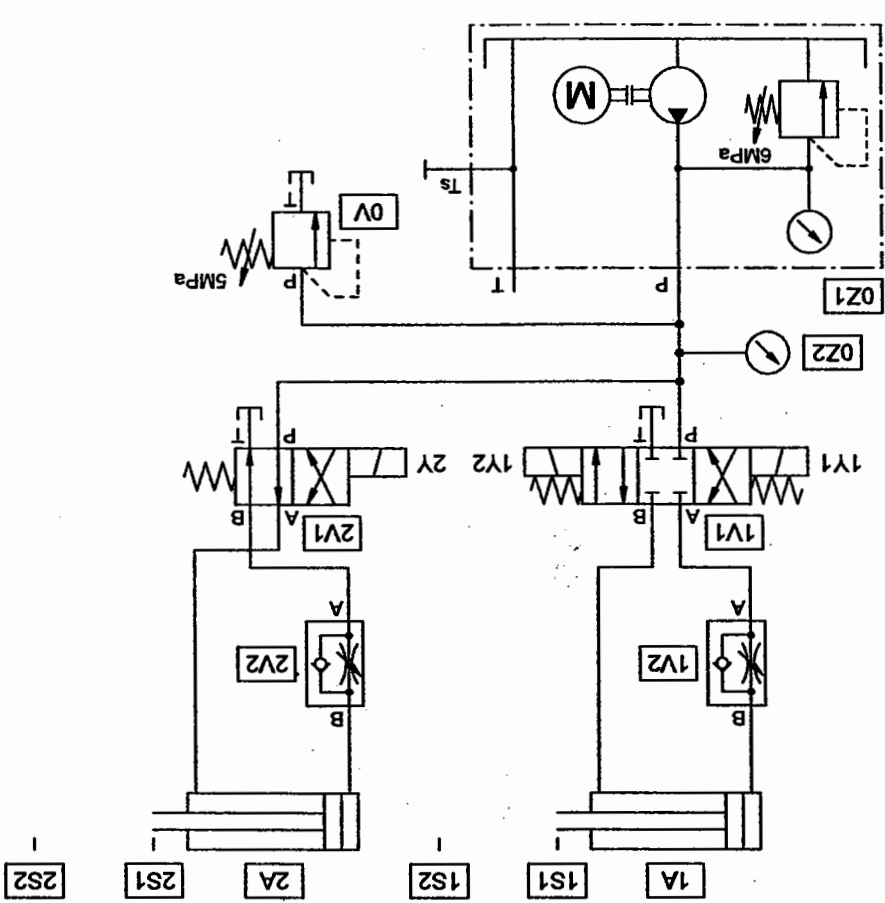 1A 1S1 1S2 2A 2S1 2S2
B B
1V2 2V2
A A
1V1 2V1
A B A B
1Y1 1Y2 2Y
P T P T
0Z2
0Z1 P T P 5MPa
0V T
6MPa Ts
M